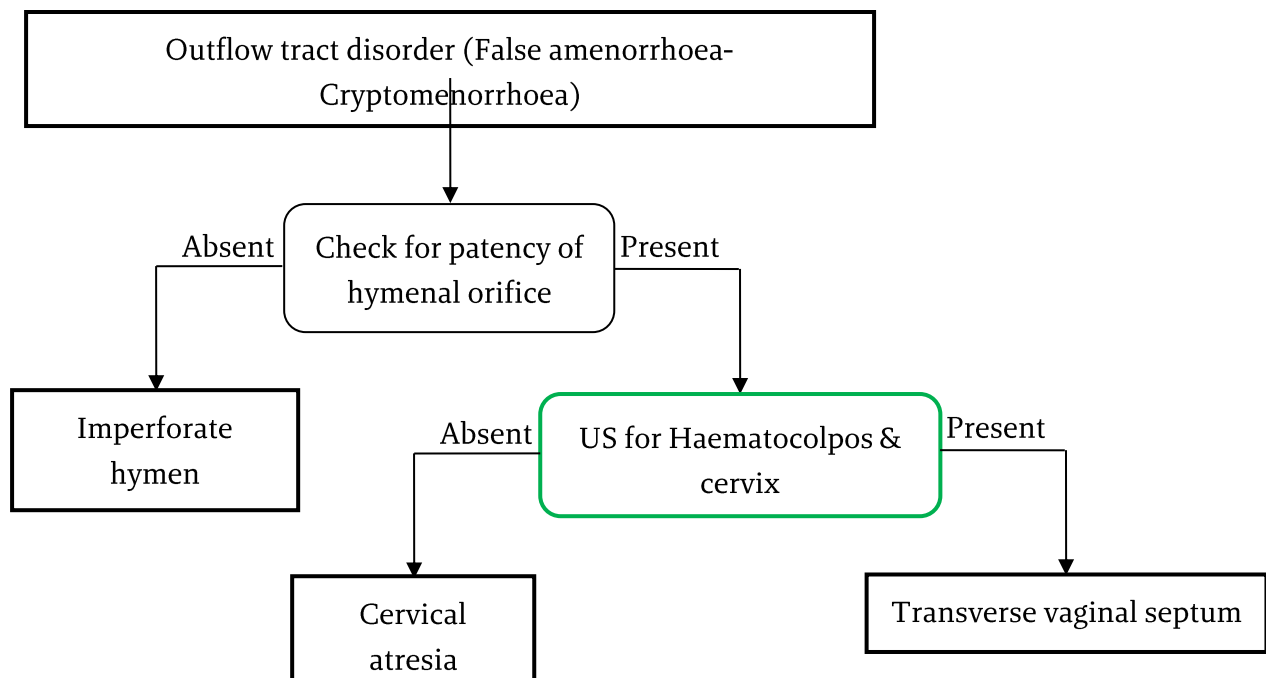 Outflow tract disorder (False amenorrhoea-
Cryptomenorrhoea)
Absent
Check for patency of
hymenal orifice
Present
Imperforate
hymen
Absent
US for Haematocolpos &
cervix
Present
Cervical
atresia
Transverse vaginal septum